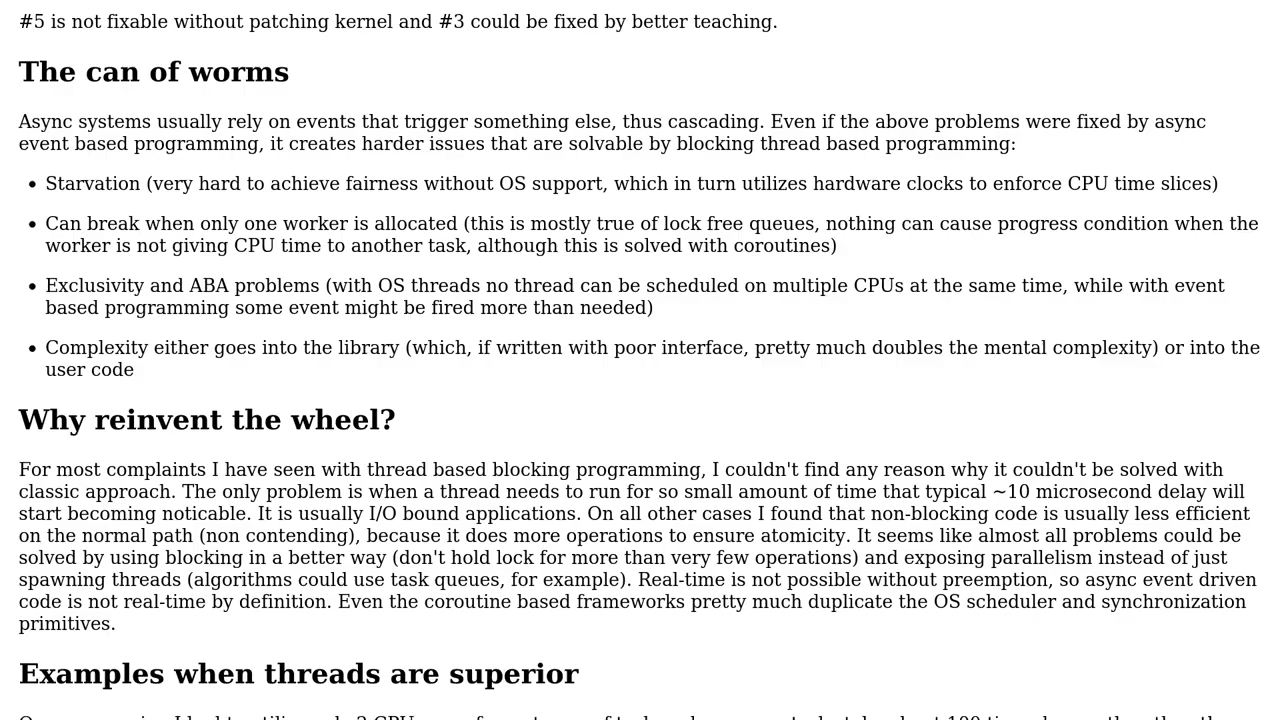 #5 is not fixable without patching kernel and #3 could be fixed by better teaching.
The can of worms
Async systems usually rely on events that trigger something else, thus cascading. Even if the above problems were fixed by async
event based programming, it creates harder issues that are solvable by blocking thread based programming:
• Starvation (very hard to achieve fairness without OS support, which in turn utilizes hardware clocks to enforce CPU time slices)
• Can break when only one worker is allocated (this is mostly true of lock free queues, nothing can cause progress condition when the
worker is not giving CPU time to another task, although this is solved with coroutines)
• Exclusivity and ABA problems (with OS threads no thread can be scheduled on multiple CPUs at the same time, while with event
based programming some event might be fired more than needed)
• Complexity either goes into the library (which, if written with poor interface, pretty much doubles the mental complexity) or into the
user code
Why reinvent the wheel?
For most complaints I have seen with thread based blocking programming, I couldn't find any reason why it couldn't be solved with
classic approach. The only problem is when a thread needs to run for so small amount of time that typical ~10 microsecond delay will
start becoming noticable. It is usually I/O bound applications. On all other cases I found that non-blocking code is usually less efficient
on the normal path (non contending), because it does more operations to ensure atomicity. It seems like almost all problems could be
solved by using blocking in a better way (don't hold lock for more than very few operations) and exposing parallelism instead of just
spawning threads (algorithms could use task queues, for example). Real-time is not possible without preemption, so async event driven
code is not real-time by definition. Even the coroutine based frameworks pretty much duplicate the OS scheduler and synchronization
primitives.
Examples when threads are superior